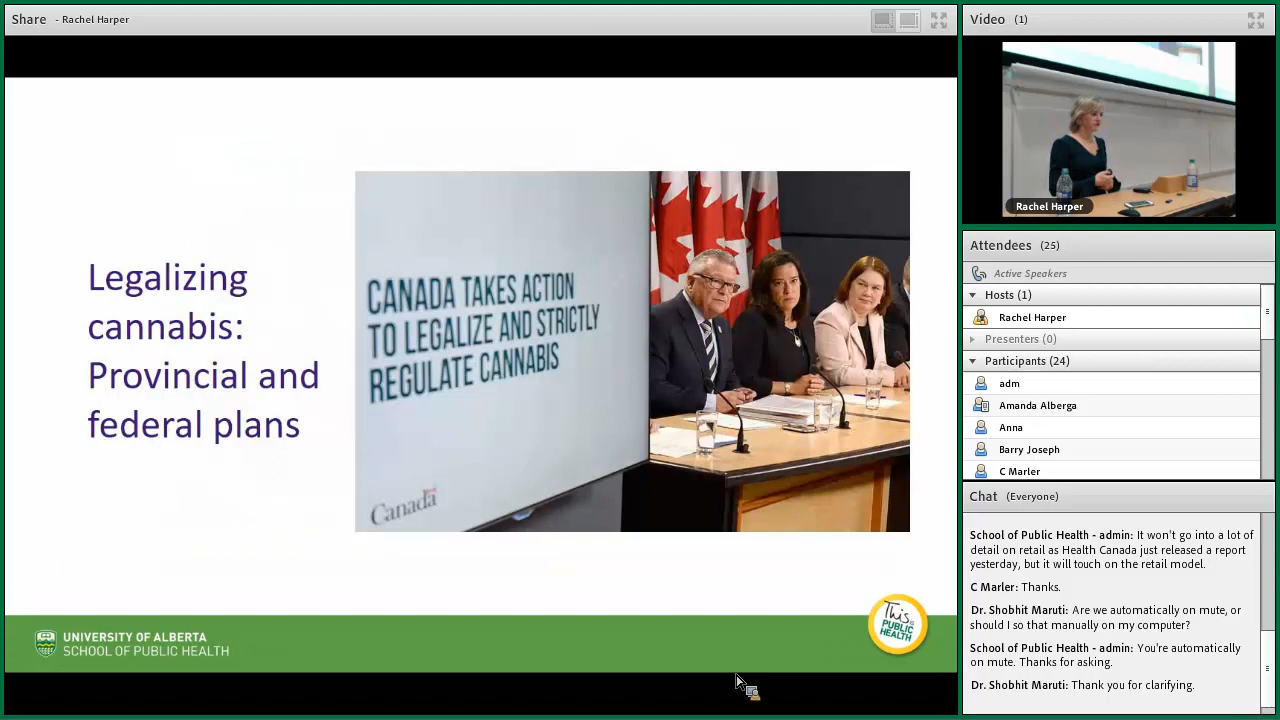 Share - Rachel Harper
Legalizing
cannabis:
Provincial and
federal plans
CANADA TAKES ACTION
TO LEGALIZE AND STRICTLY
REGULATE CANNABIS
Canada
UNIVERSITY OF ALBERTA
SCHOOL OF PUBLIC HEALTH
This
is
PUBLIC
HEALTH
Video (1)
Rachel Harper
Attendees (25)
Active Speakers
Hosts (1)
Rachel Harper
Presenters (0)
Participants (24)
adm
Amanda Alberga
Anna
Barry Joseph
C Marler
Chat (Everyone)
School of Public Health - admin: It won't go into a lot of
detail on retail as Health Canada just released a report
yesterday, but it will touch on the retail model.
C Marler: Thanks.
Dr. Shobhit Maruti: Are we automatically on mute, or
should I so that manually on my computer?
School of Public Health - admin: You're automatically
on mute. Thanks for asking.
Dr. Shobhit Maruti: Thank you for clarifying.